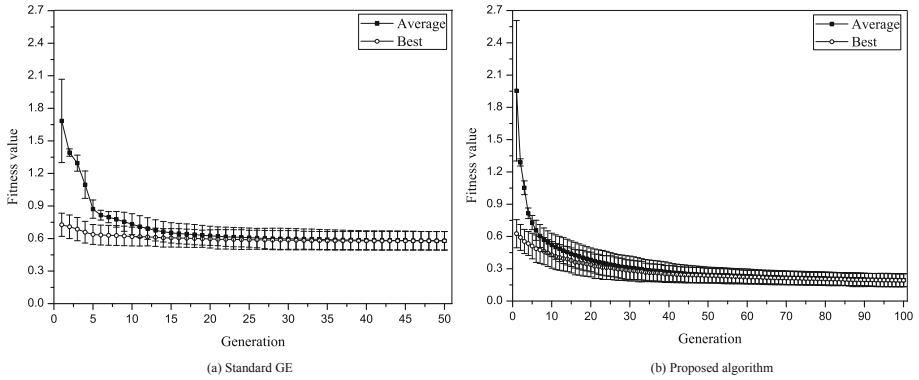 2.7
2.4
2.1
1.8
1.5
1.2
0.9
0.6
0.3
0.0
Fitness value
Average
Best
0 5 10 15 20 25 30 35 40 45 50
Generation
(a) Standard GE
2.7
2.4
2.1
1.8
1.5
1.2
0.9
0.6
0.3
0.0
Fitness value
Average
Best
0 10 20 30 40 50 60 70 80 90 100
Generation
(b) Proposed algorithm